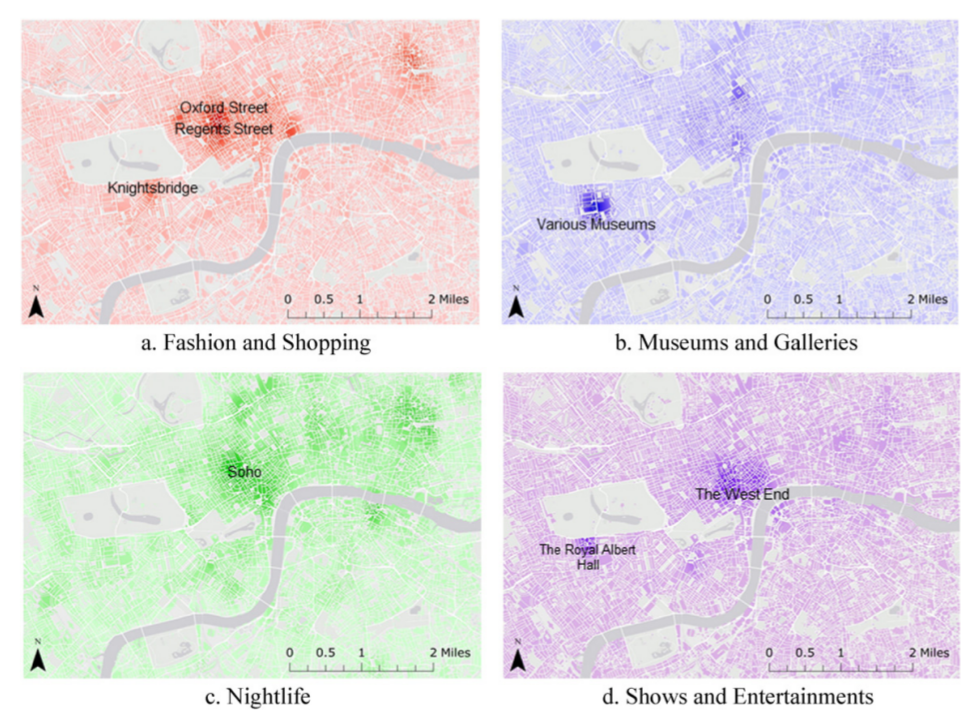 Oxford Street
Regents Street
Knightsbridge
N
0 0.5 1 2 Miles
a. Fashion and Shopping
Various Museums
N
0 0.5 1 2 Miles
b. Museums and Galleries
Soho
N
0 0.5 1 2 Miles
c. Nightlife
The West End
The Royal Albert
Hall
N
0 0.5 1 2 Miles
d. Shows and Entertainments